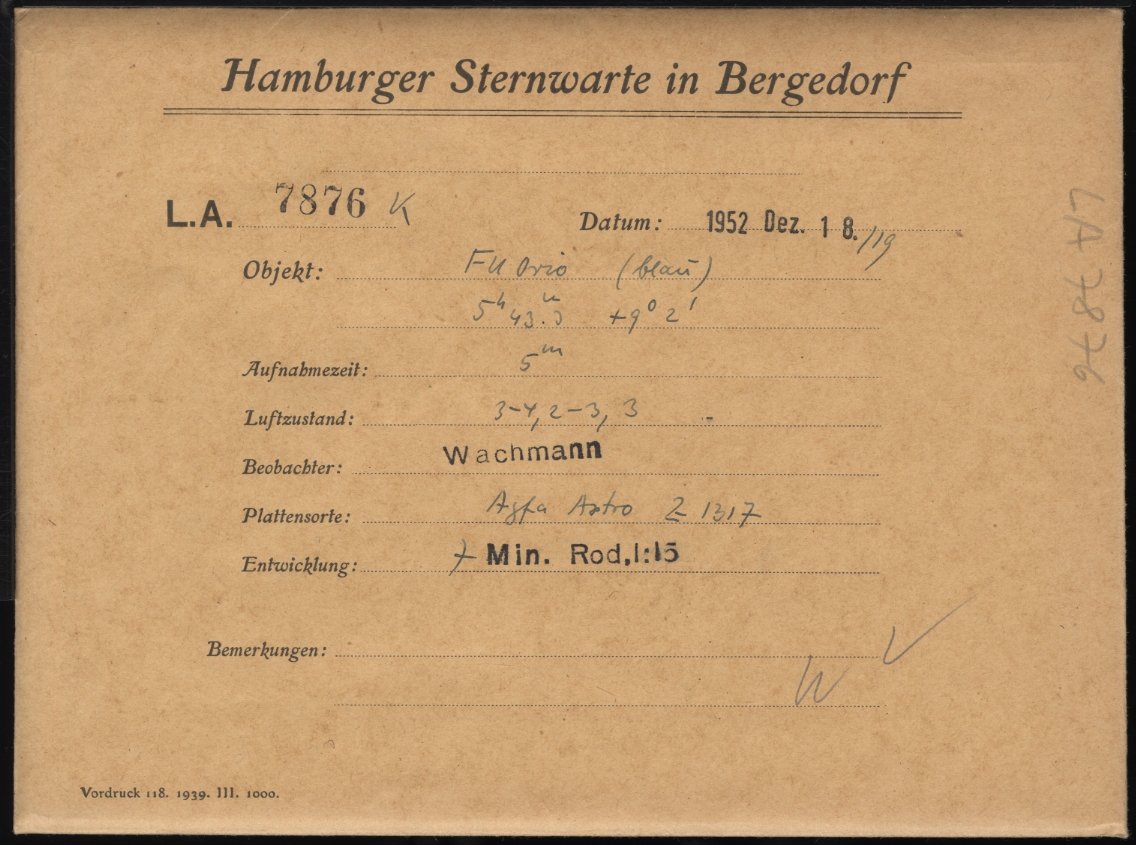 Hamburger Sternwarte in Bergedorf
L.A. 7876 K
Datum: 1952 Dez. 18./19
Objekt: FU Orio (blau)
5h 43.m5 +9° 2'
Aufnahmezeit: 5m
Luftzustand: 3-4, 2-3, 3
Beobachter: Wachmann
Plattensorte: Agfa Astro Z 1317
Entwicklung: 7 Min. Rod, 1:15
Bemerkungen:
W
Vordruck 118. 1939. III. 1000.
LA 7876